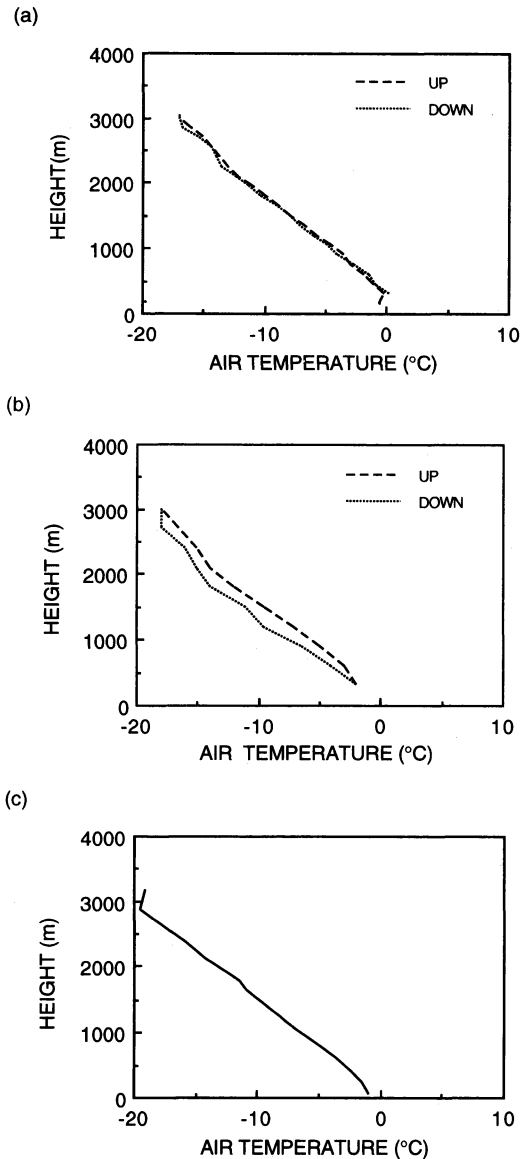 (a)
4000
3000
2000
1000
0
HEIGHT(m)
UP
DOWN
-20 -10 0 10
AIR TEMPERATURE (°C)
(b)
4000
3000
2000
1000
0
HEIGHT (m)
UP
DOWN
-20 -10 0 10
AIR TEMPERATURE (°C)
(c)
4000
3000
2000
1000
0
HEIGHT (m)
-20 -10 0 10
AIR TEMPERATURE (°C)